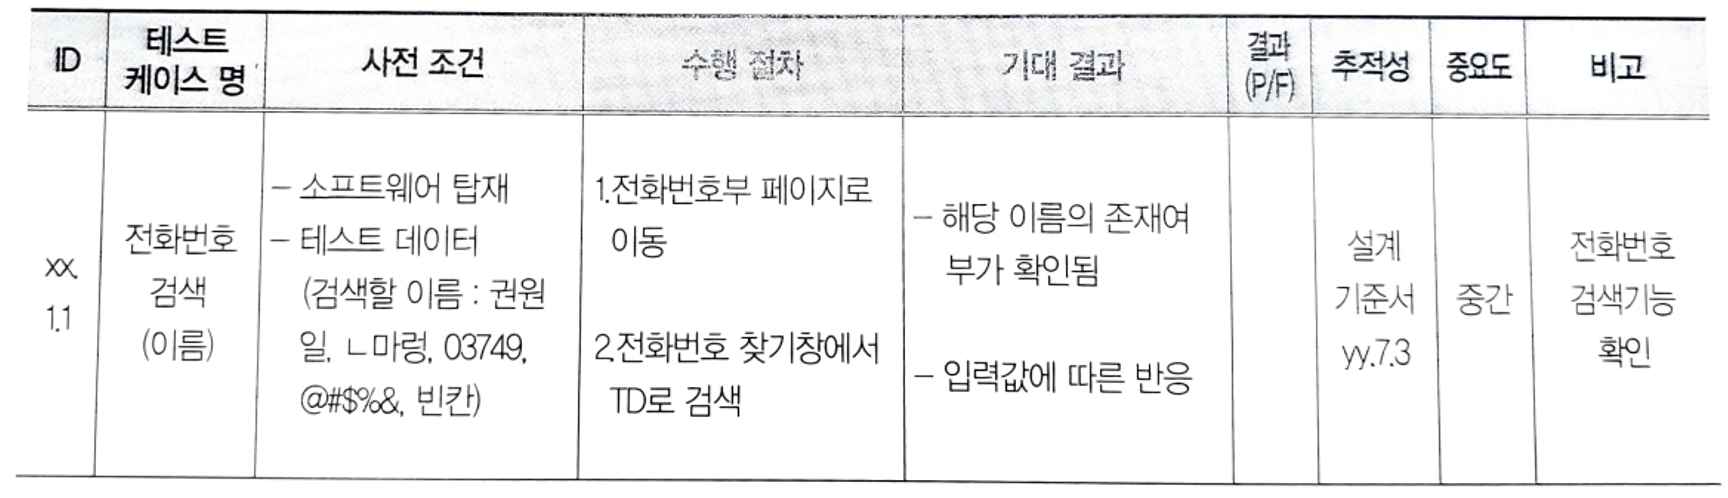 ID
테스트
케이스 명
사전 조건
수행 절차
기대 결과
결과
(P/F)
추적성
중요도
비고
xx.
1.1
전화번호
검색
(이름)
- 소프트웨어 탑재
- 테스트 데이터
(검색할 이름 : 권원
일, ㄴ마렁, 03749,
@#$%&, 빈칸)
1.전화번호부 페이지로
이동
2.전화번호 찾기창에서
TD로 검색
- 해당 이름의 존재여
부가 확인됨
- 입력값에 따른 반응
설계
기준서
yy.7.3
중간
전화번호
검색기능
확인